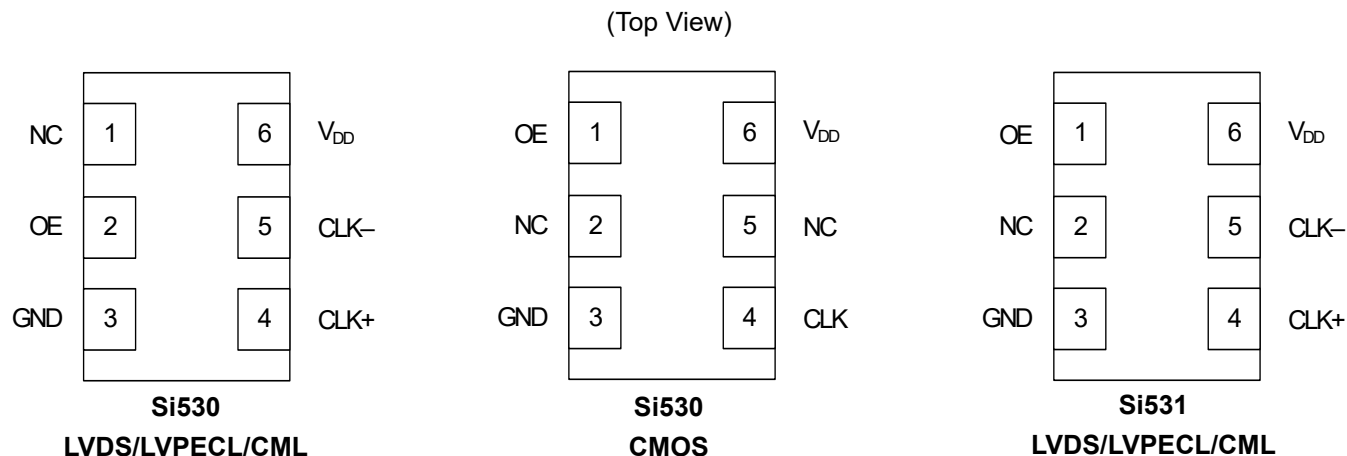 (Top View)
NC 1 6 VDD
OE 2 5 CLK–
GND 3 4 CLK+
Si530
LVDS/LVPECL/CML
OE 1 6 VDD
NC 2 5 NC
GND 3 4 CLK
Si530
CMOS
OE 1 6 VDD
NC 2 5 CLK–
GND 3 4 CLK+
Si531
LVDS/LVPECL/CML